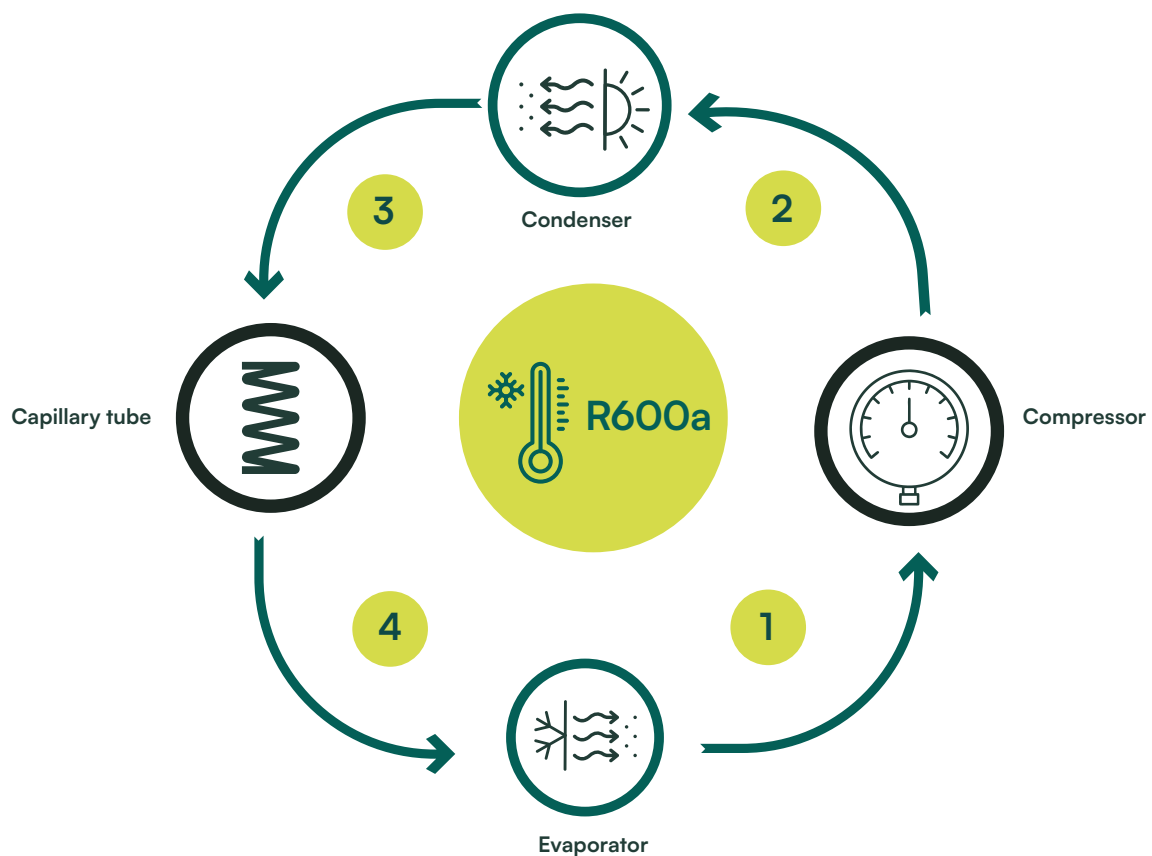 3
2
Condenser
Capillary tube
R600a
Compressor
4
1
Evaporator